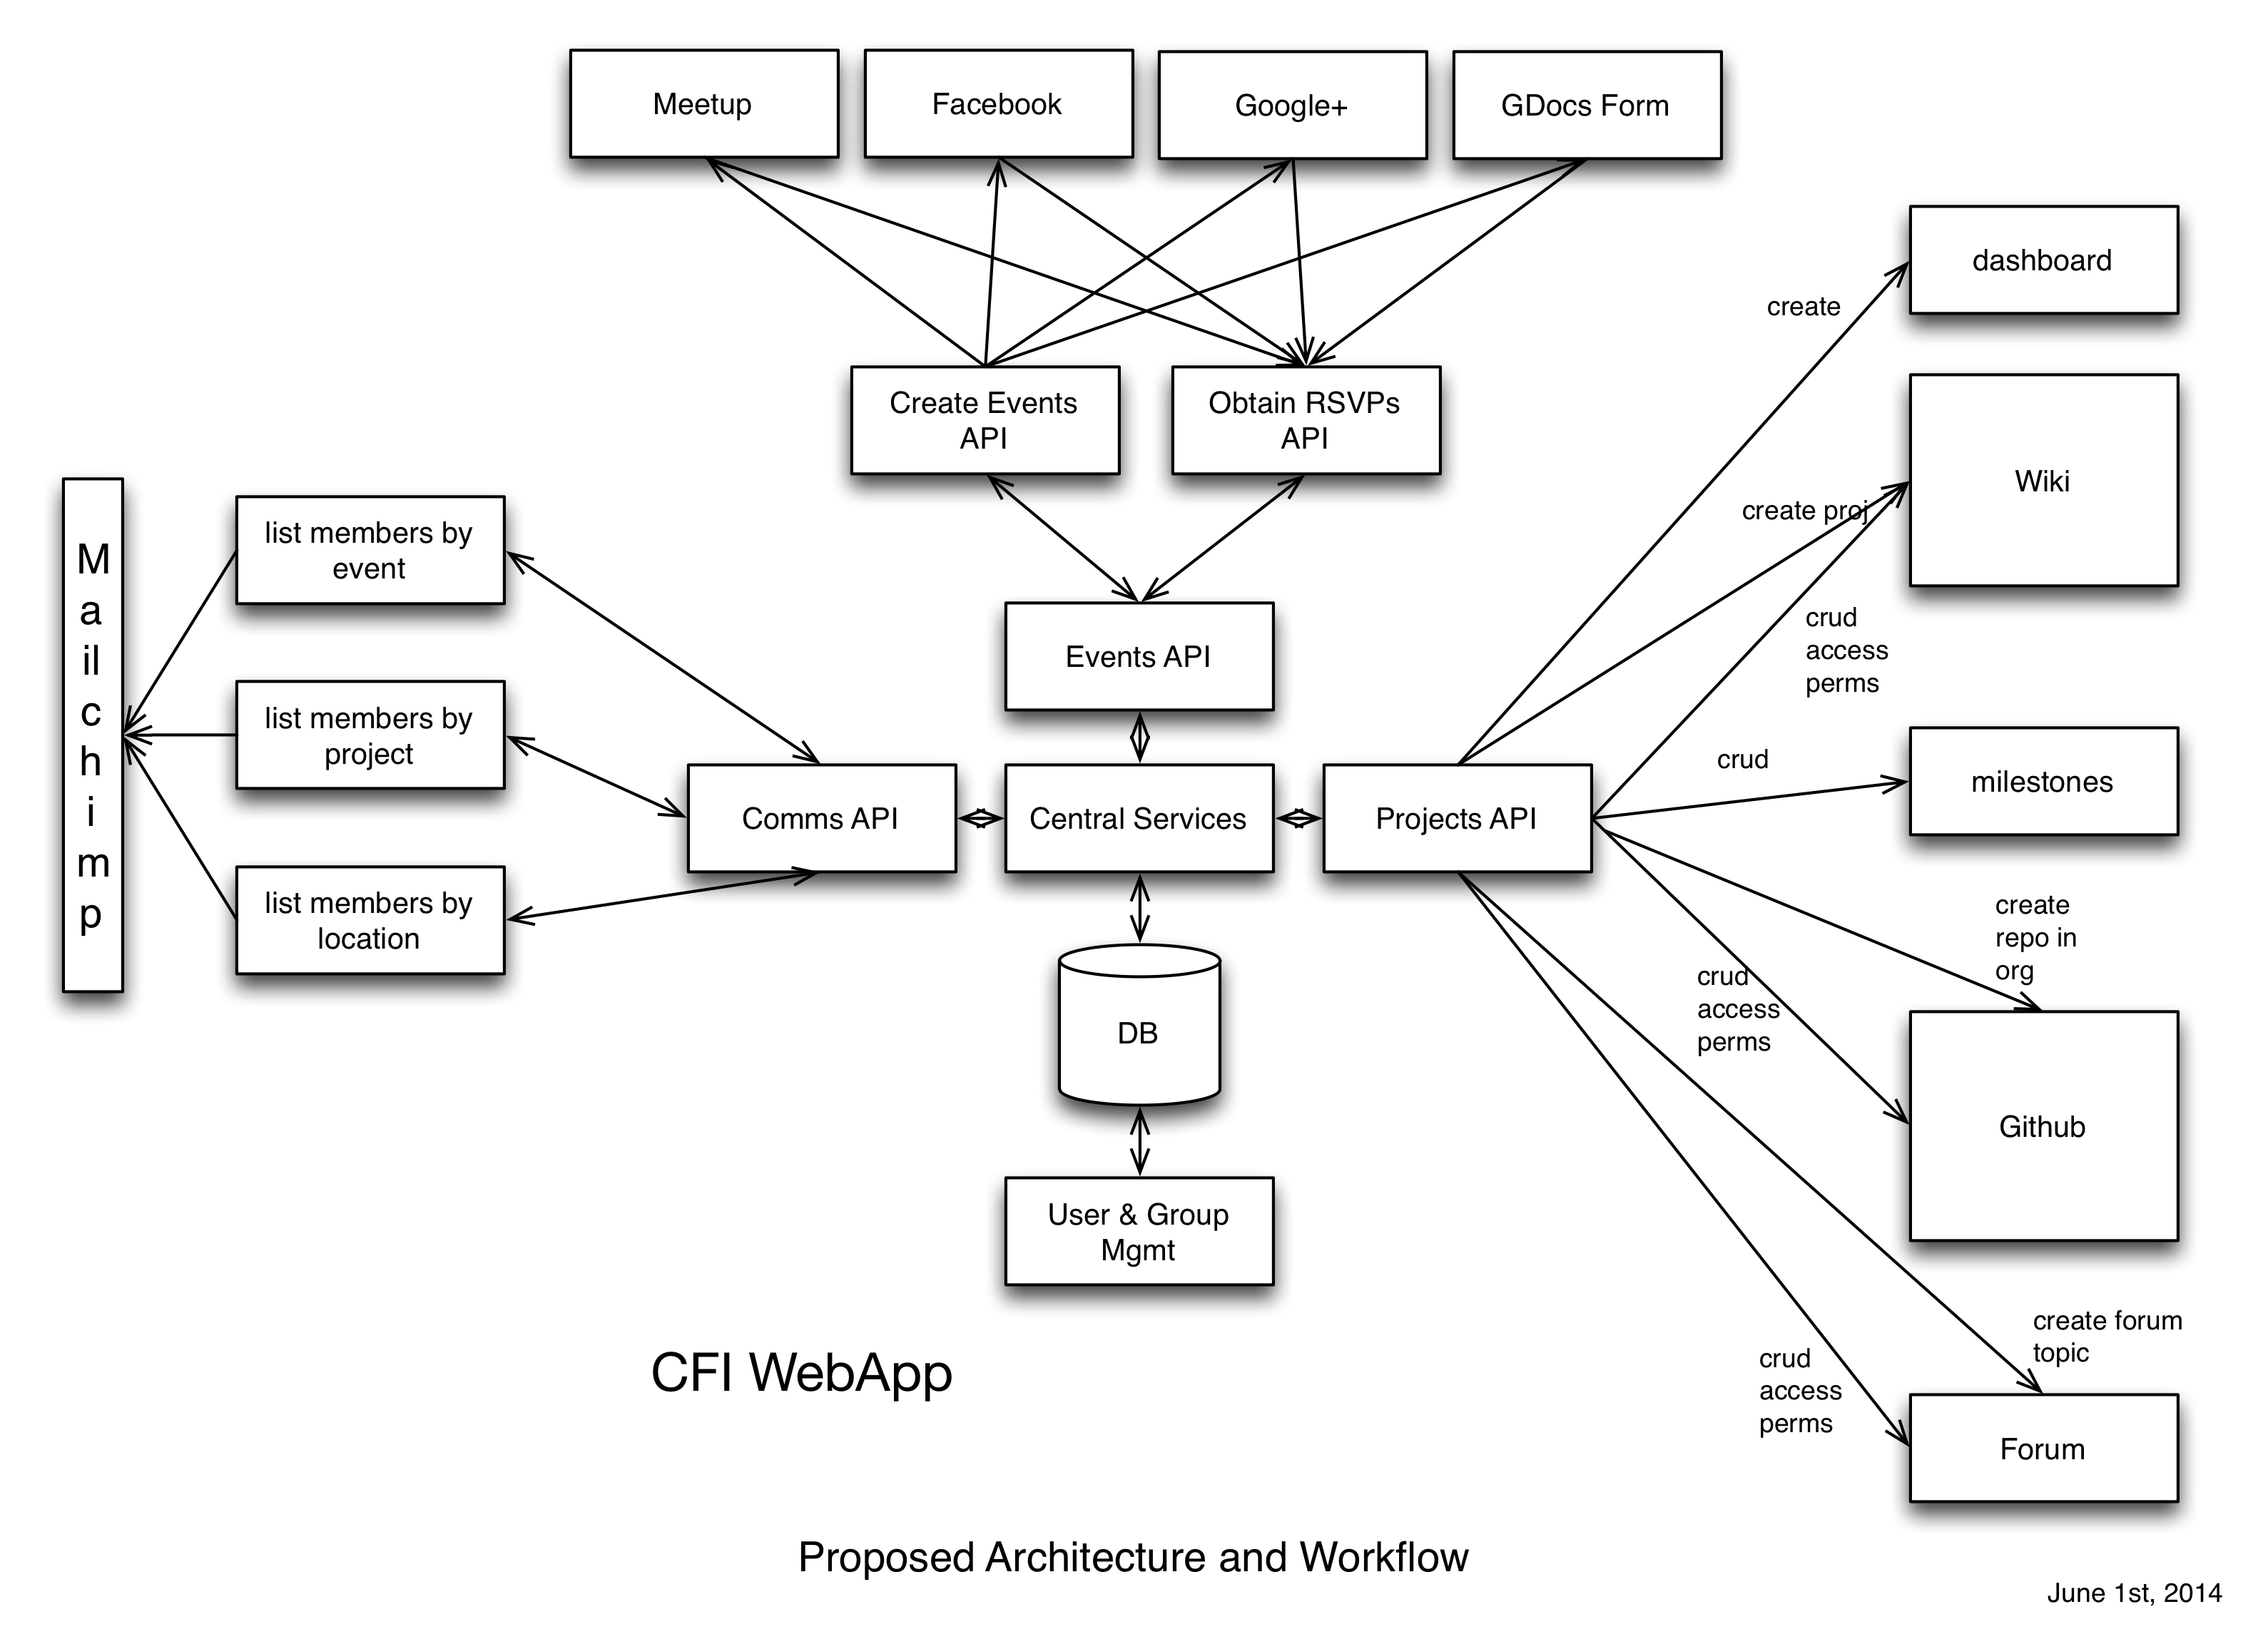 Meetup
Facebook
Google+
GDocs Form
dashboard
create
Create Events
API
Obtain RSVPs
API
Wiki
create proj
Mailchimp
list members by
event
crud
access
perms
Events API
list members by
project
crud
milestones
Comms API
Central Services
Projects API
list members by
location
create
repo in
org
crud
access
perms
DB
Github
User & Group
Mgmt
create forum
topic
crud
access
perms
CFI WebApp
Forum
Proposed Architecture and Workflow
June 1st, 2014